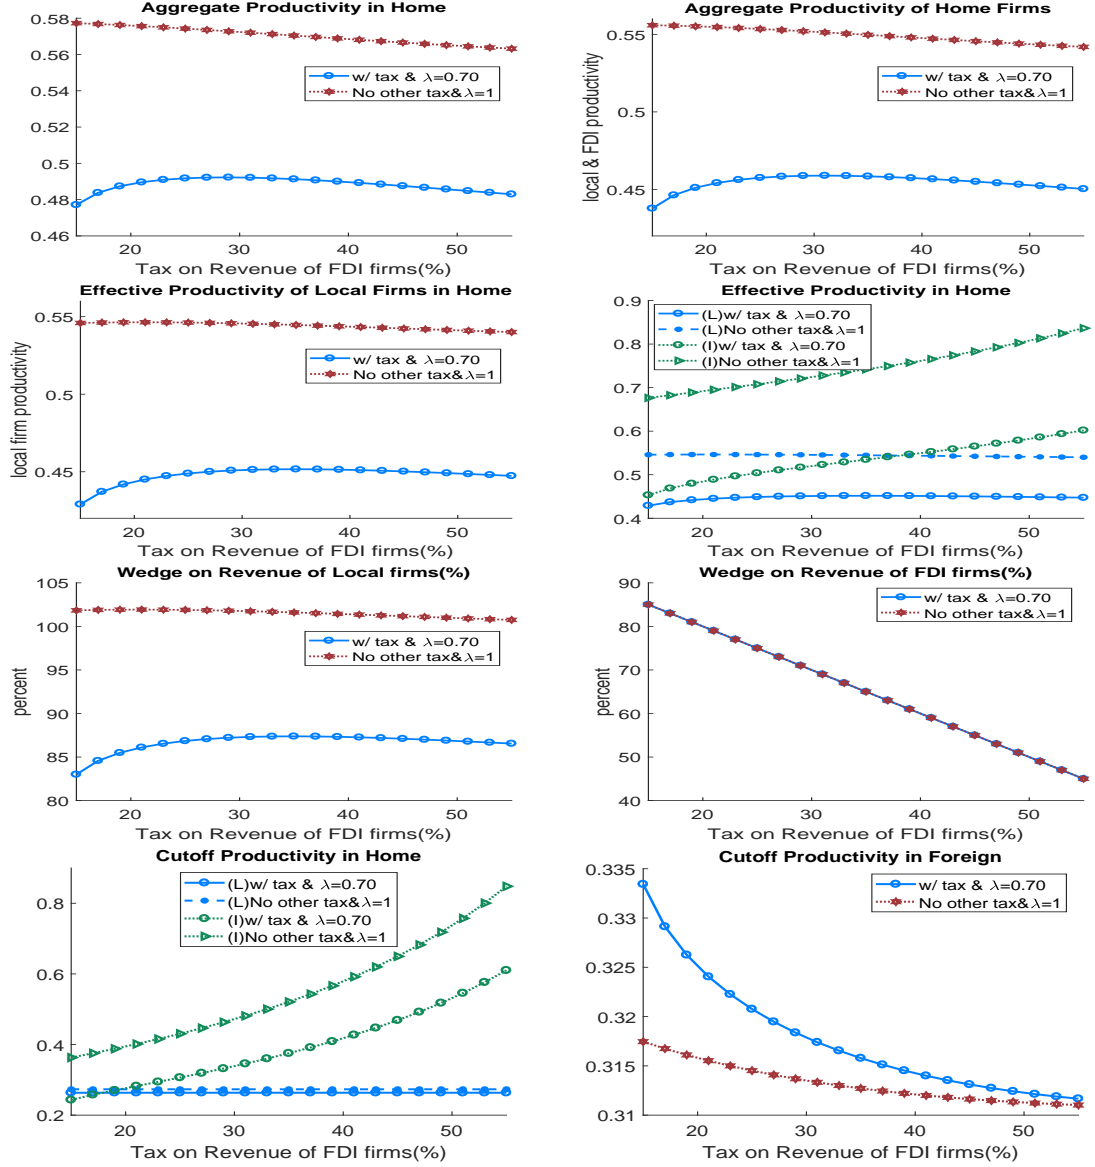 Aggregate Productivity in Home
0.58
0.56
0.54
0.52
0.5
0.48
0.46
w/ tax & λ=0.70
No other tax&λ=1
20 30 40 50
Tax on Revenue of FDI firms(%)
Aggregate Productivity of Home Firms
local & FDI productivity
0.55
0.5
0.45
w/ tax & λ=0.70
No other tax&λ=1
20 30 40 50
Tax on Revenue of FDI firms(%)
Effective Productivity of Local Firms in Home
local firm productivity
0.55
0.5
0.45
w/ tax & λ=0.70
No other tax&λ=1
20 30 40 50
Tax on Revenue of FDI firms(%)
Effective Productivity in Home
0.9
0.8
0.7
0.6
0.5
0.4
(L)w/ tax & λ=0.70
(L)No other tax&λ=1
(I)w/ tax & λ=0.70
(I)No other tax&λ=1
20 30 40 50
Tax on Revenue of FDI firms(%)
Wedge on Revenue of Local firms(%)
percent
105
100
95
90
85
80
w/ tax & λ=0.70
No other tax&λ=1
20 30 40 50
Tax on Revenue of FDI firms(%)
Wedge on Revenue of FDI firms(%)
percent
90
80
70
60
50
40
w/ tax & λ=0.70
No other tax&λ=1
20 30 40 50
Tax on Revenue of FDI firms(%)
Cutoff Productivity in Home
0.8
0.6
0.4
0.2
(L)w/ tax & λ=0.70
(L)No other tax&λ=1
(I)w/ tax & λ=0.70
(I)No other tax&λ=1
20 30 40 50
Tax on Revenue of FDI firms(%)
Cutoff Productivity in Foreign
0.335
0.33
0.325
0.32
0.315
0.31
w/ tax & λ=0.70
No other tax&λ=1
20 30 40 50
Tax on Revenue of FDI firms(%)